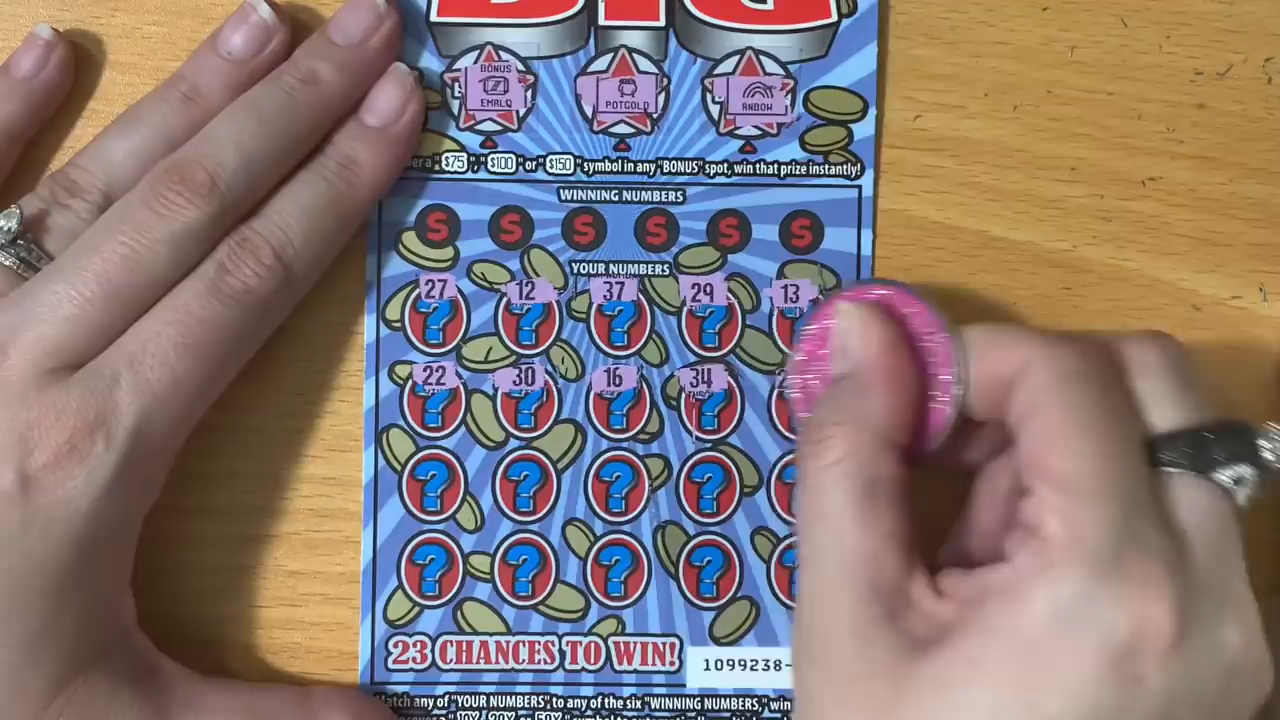 BIG
BONUS
EMRLD POTGOLD RNBOW
"$75", "$100" or "$150" symbol in any "BONUS" spot, win that prize instantly!
WINNING NUMBERS
$ $ $ $ $ $
YOUR NUMBERS
27 12 37 29 13
? ? ? ? ?
22 30 16 34
? ? ? ?
? ? ? ? ?
? ? ? ? ?
23 CHANCES TO WIN!
1099238-
Match any of "YOUR NUMBERS" to any of the six "WINNING NUMBERS," win